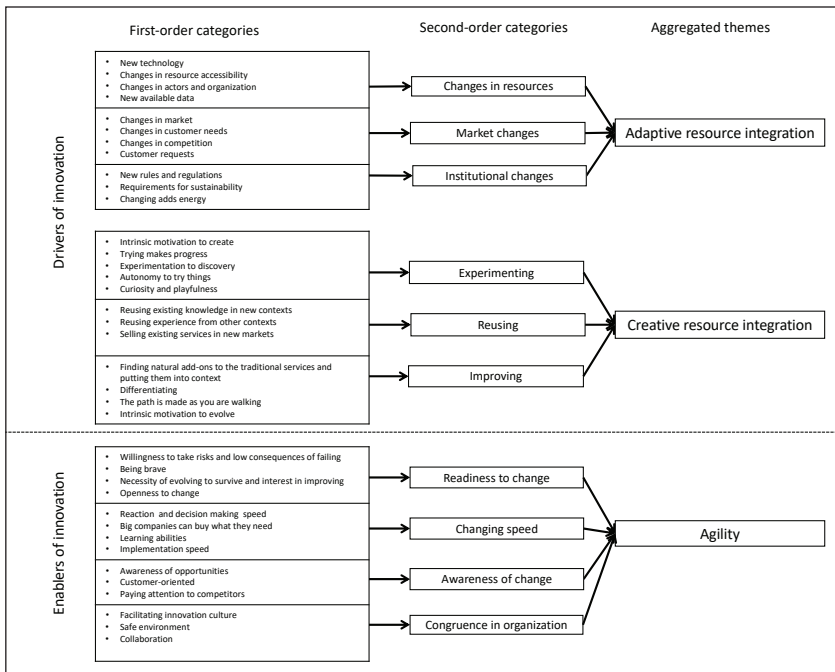 First-order categories
Second-order categories
Aggregated themes
Drivers of innovation
• New technology
• Changes in resource accessibility
• Changes in actors and organization
• New available data
Changes in resources
• Changes in market
• Changes in customer needs
• Changes in competition
• Customer requests
Market changes
• New rules and regulations
• Requirements for sustainability
• Changing adds energy
Institutional changes
Adaptive resource integration
• Intrinsic motivation to create
• Trying makes progress
• Experimentation to discovery
• Autonomy to try things
• Curiosity and playfulness
Experimenting
• Reusing existing knowledge in new contexts
• Reusing experience from other contexts
• Selling existing services in new markets
Reusing
• Finding natural add-ons to the traditional services and
putting them into context
• Differentiating
• The path is made as you are walking
• Intrinsic motivation to evolve
Improving
Creative resource integration
Enablers of innovation
• Willingness to take risks and low consequences of failing
• Being brave
• Necessity of evolving to survive and interest in improving
• Openness to change
Readiness to change
• Reaction and decision making speed
• Big companies can buy what they need
• Learning abilities
• Implementation speed
Changing speed
• Awareness of opportunities
• Customer-oriented
• Paying attention to competitors
Awareness of change
• Facilitating innovation culture
• Safe environment
• Collaboration
Congruence in organization
Agility